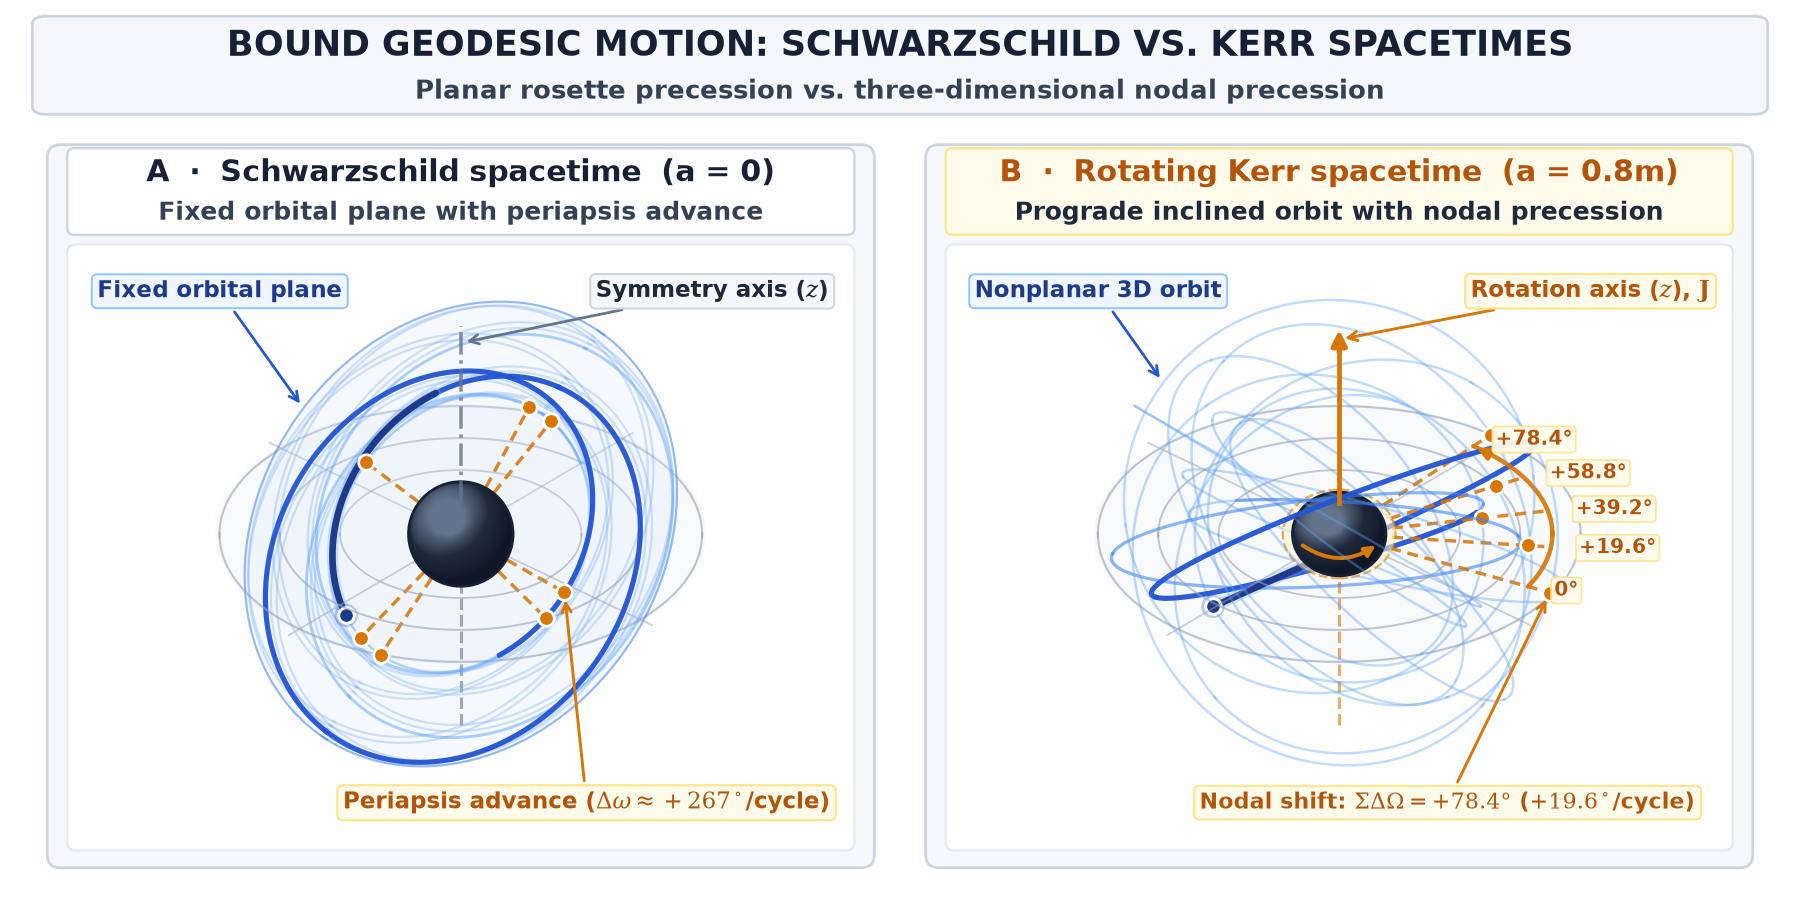 BOUND GEODESIC MOTION: SCHWARZSCHILD VS. KERR SPACETIMES
Planar rosette precession vs. three-dimensional nodal precession
A · Schwarzschild spacetime (a = 0)
Fixed orbital plane with periapsis advance
Fixed orbital plane
Symmetry axis (z)
Periapsis advance (Δω ≈ +267°/cycle)
B · Rotating Kerr spacetime (a = 0.8m)
Prograde inclined orbit with nodal precession
Nonplanar 3D orbit
Rotation axis (z), J
+78.4°
+58.8°
+39.2°
+19.6°
0°
Nodal shift: ΣΔΩ = +78.4° (+19.6°/cycle)